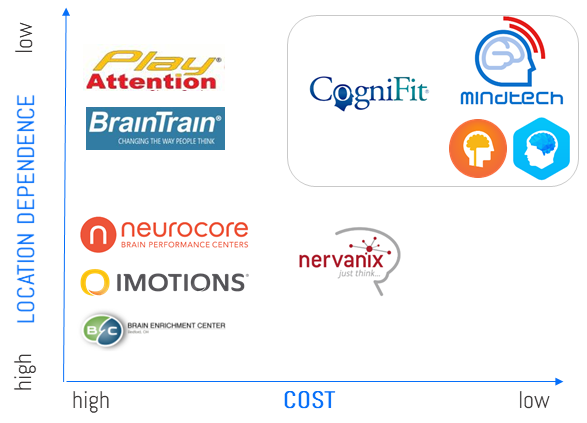 low
LOCATION DEPENDENCE
high
Play
Attention
BrainTrain®
CHANGING THE WAY PEOPLE THINK
CogniFit®
mindtech
neurocore
BRAIN PERFORMANCE CENTERS
IMOTIONS®
BRAIN ENRICHMENT CENTER
nervanix
just think...
high
COST
low